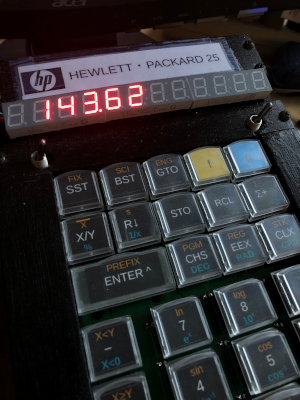 acer
hp HEWLETT · PACKARD 25
143.62
FIX SCI ENG
SST BST GTO f
X S
X/Y R↓ STO RCL Σ+
% 1/x
PREFIX PGM REG STK
ENTER ^ CHS EEX CLX
DEG RAD
X<Y ln log
− 7 8
X<0 eˣ 10ˣ
sin cos
4 5
X≥Y